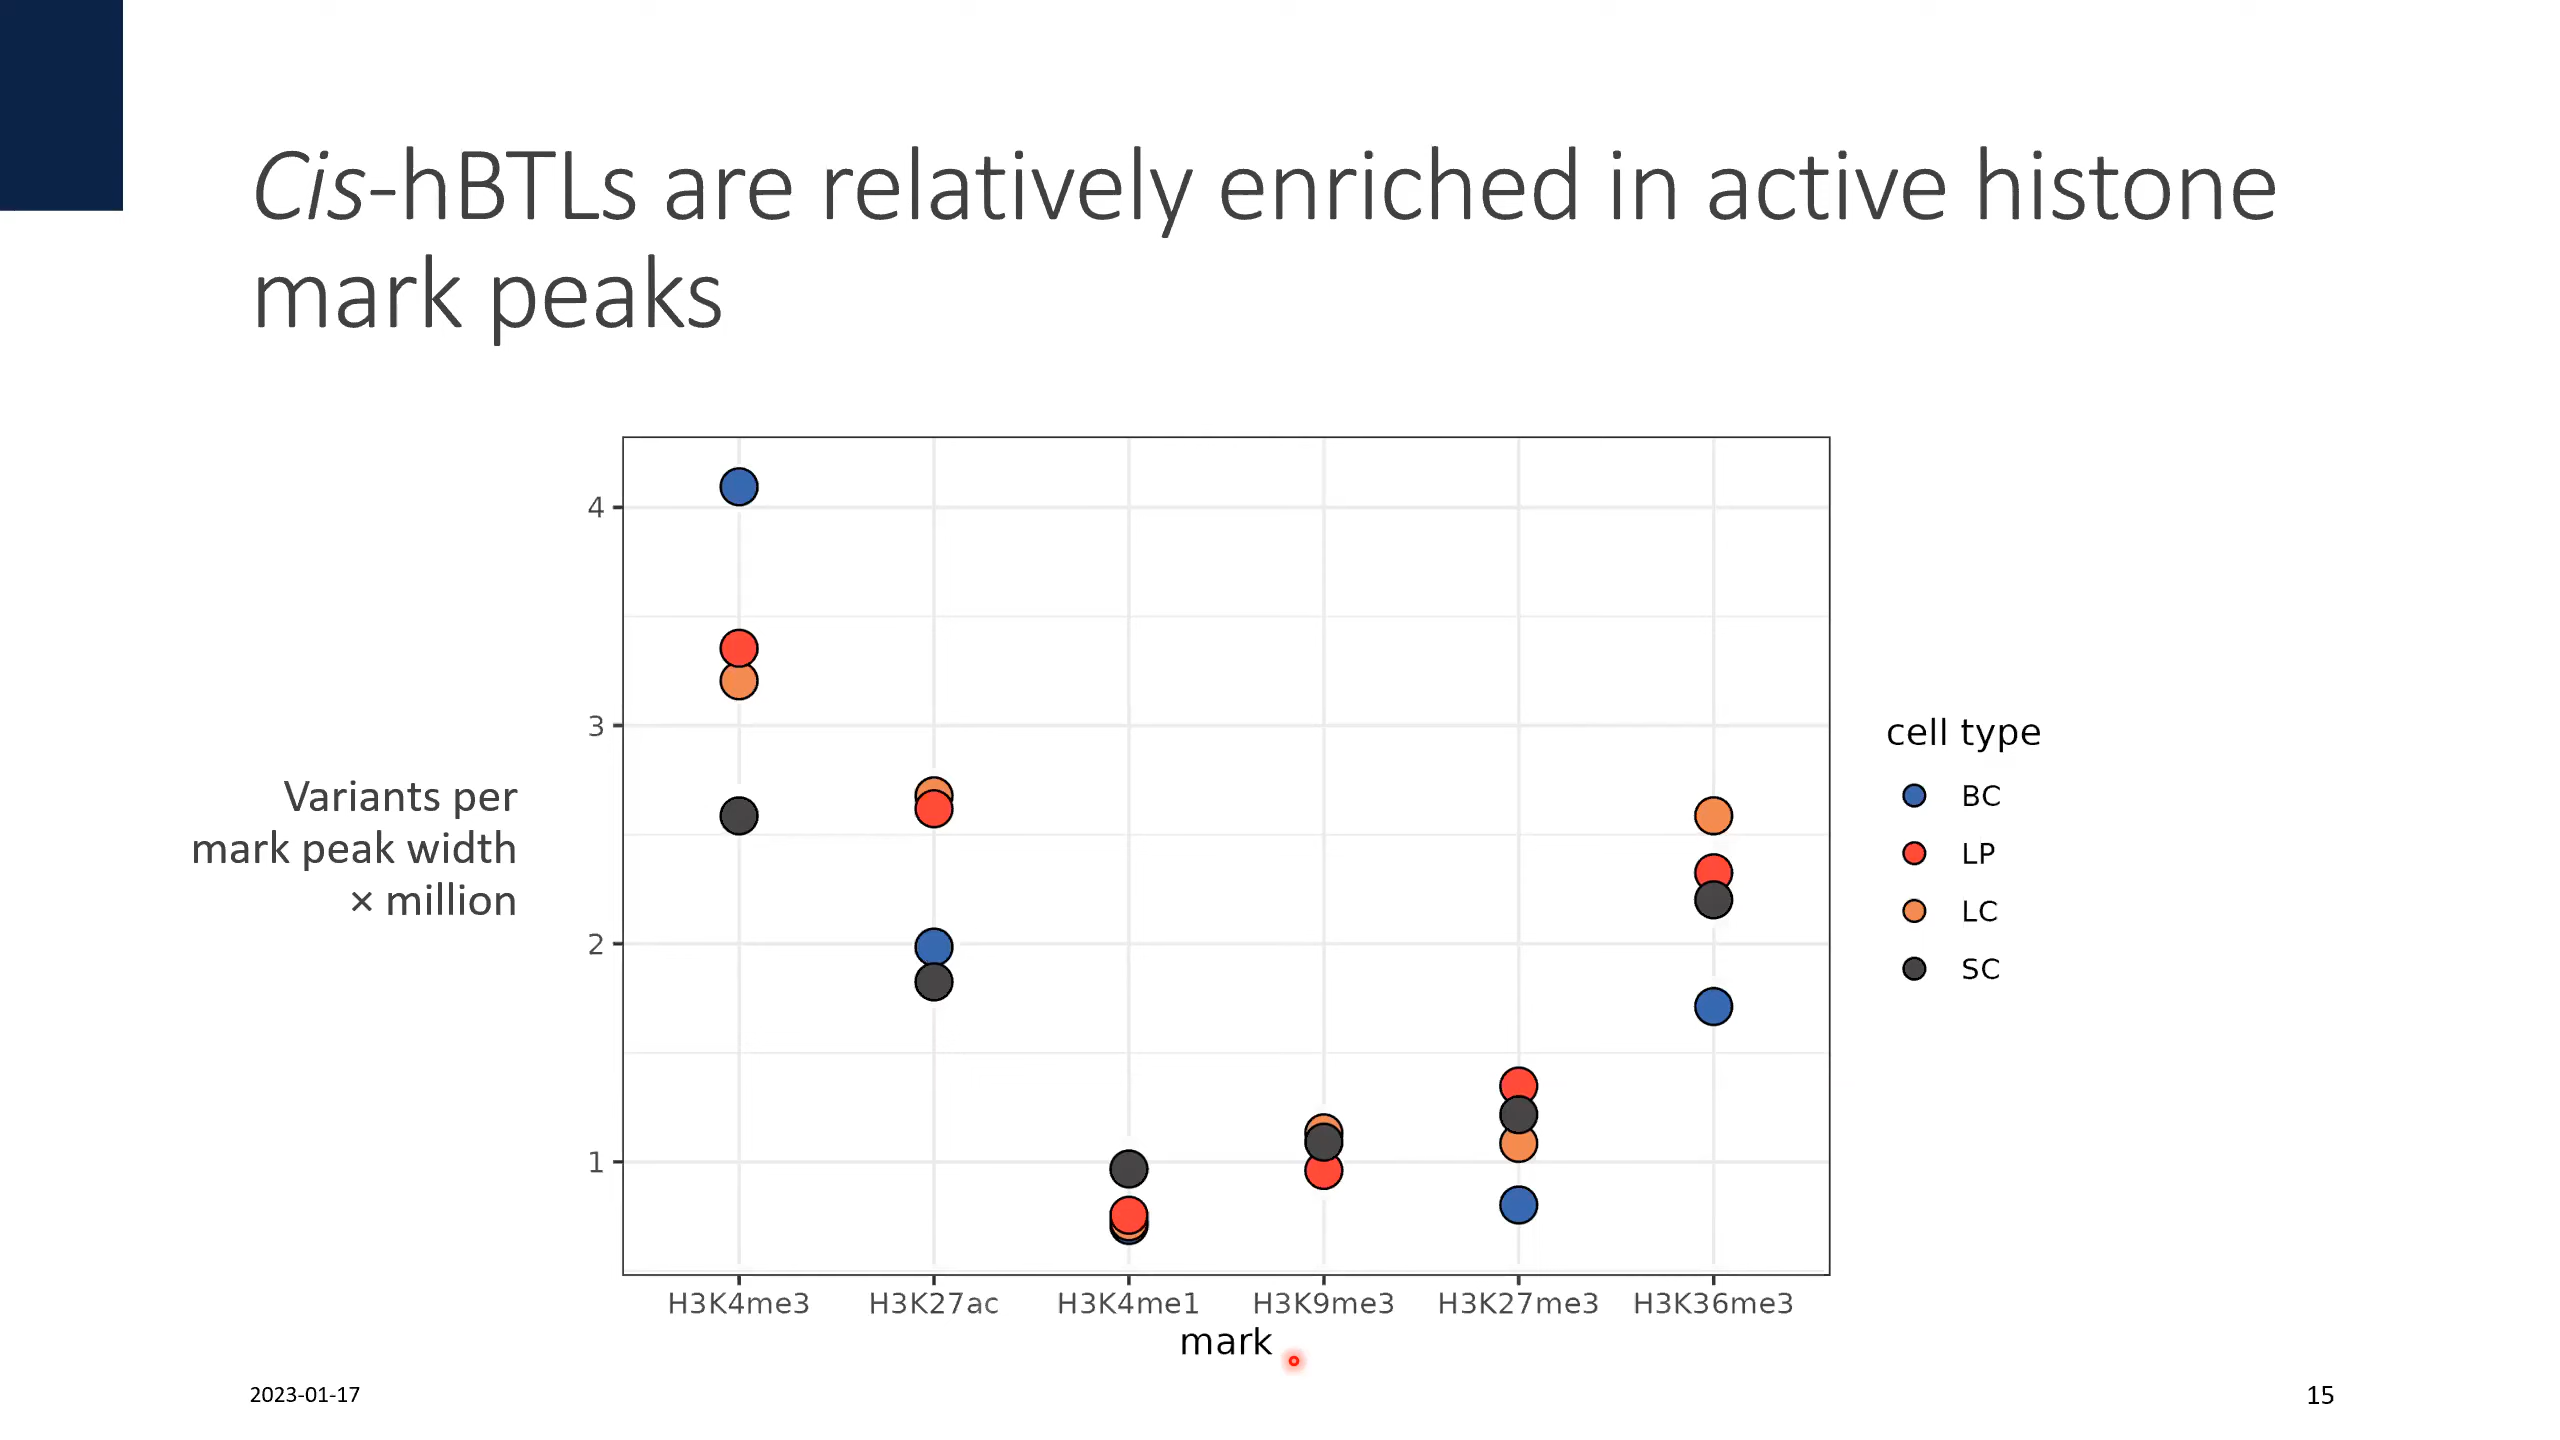 Cis-hBTLs are relatively enriched in active histone
mark peaks
Variants per
mark peak width
× million
4
3
2
1
H3K4me3 H3K27ac H3K4me1 H3K9me3 H3K27me3 H3K36me3
mark
cell type
BC
LP
LC
SC
2023-01-17
15